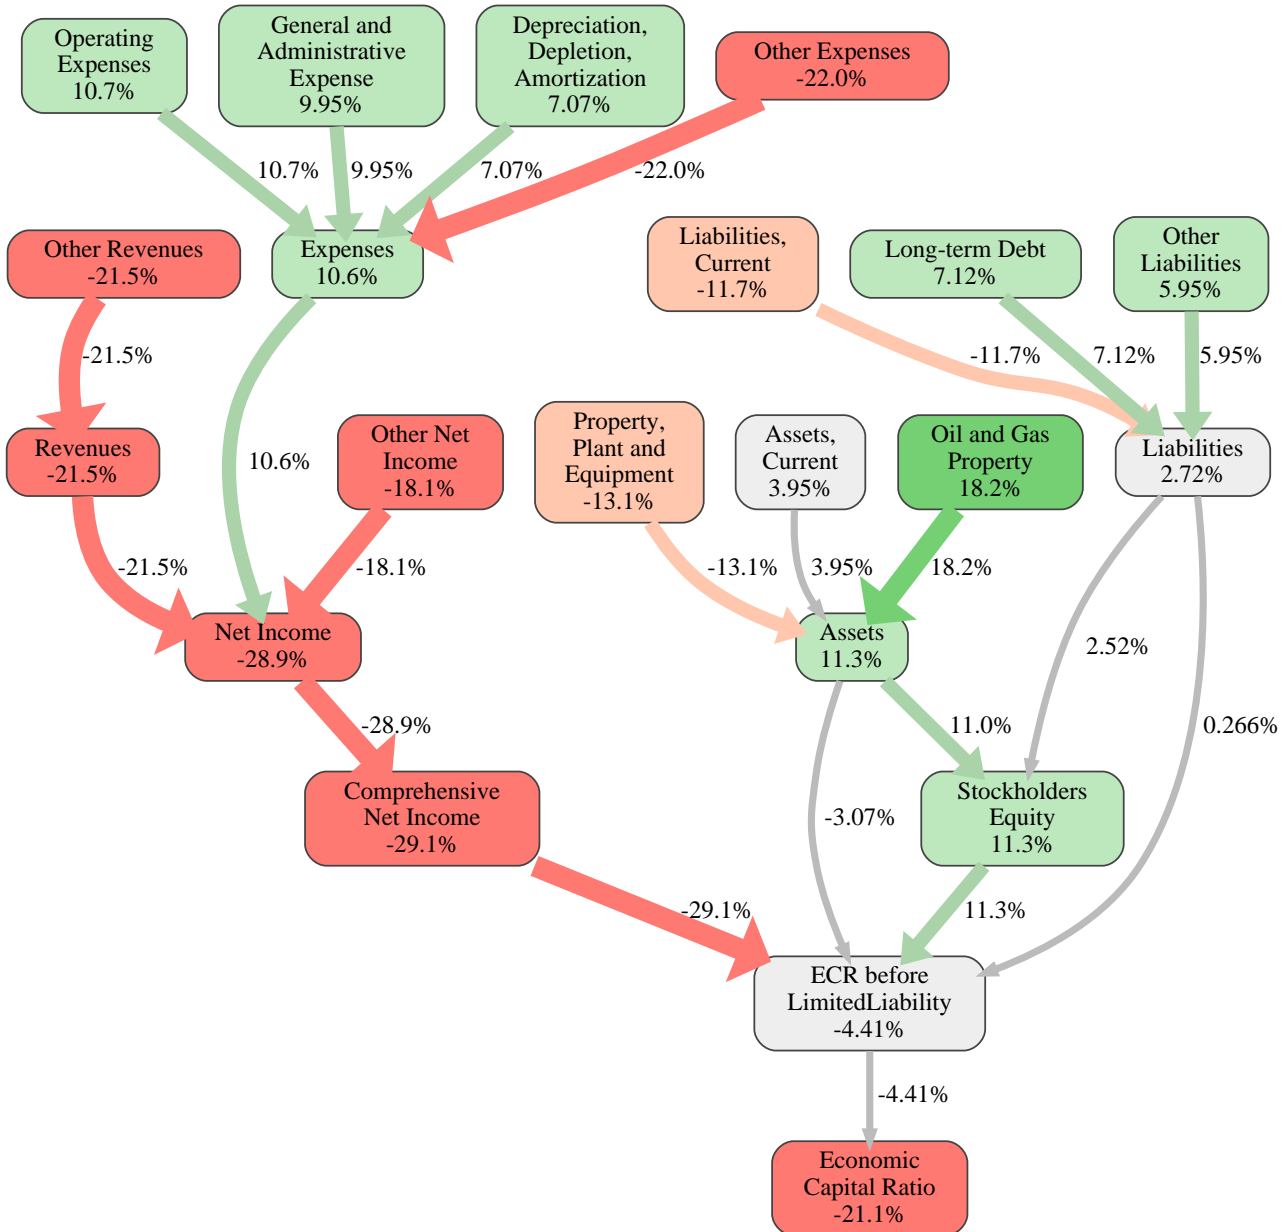 Operating
Expenses
10.7%
General and
Administrative
Expense
9.95%
Depreciation,
Depletion,
Amortization
7.07%
Other Expenses
-22.0%
10.7%
9.95%
7.07%
-22.0%
Other Revenues
-21.5%
Expenses
10.6%
Liabilities,
Current
-11.7%
Long-term Debt
7.12%
Other
Liabilities
5.95%
-21.5%
-11.7%
7.12%
5.95%
Revenues
-21.5%
10.6%
Other Net
Income
-18.1%
Property,
Plant and
Equipment
-13.1%
Assets,
Current
3.95%
Oil and Gas
Property
18.2%
Liabilities
2.72%
-21.5%
-18.1%
-13.1%
3.95%
18.2%
Net Income
-28.9%
Assets
11.3%
2.52%
-28.9%
11.0%
0.266%
Comprehensive
Net Income
-29.1%
-3.07%
Stockholders
Equity
11.3%
-29.1%
11.3%
ECR before
LimitedLiability
-4.41%
-4.41%
Economic
Capital Ratio
-21.1%